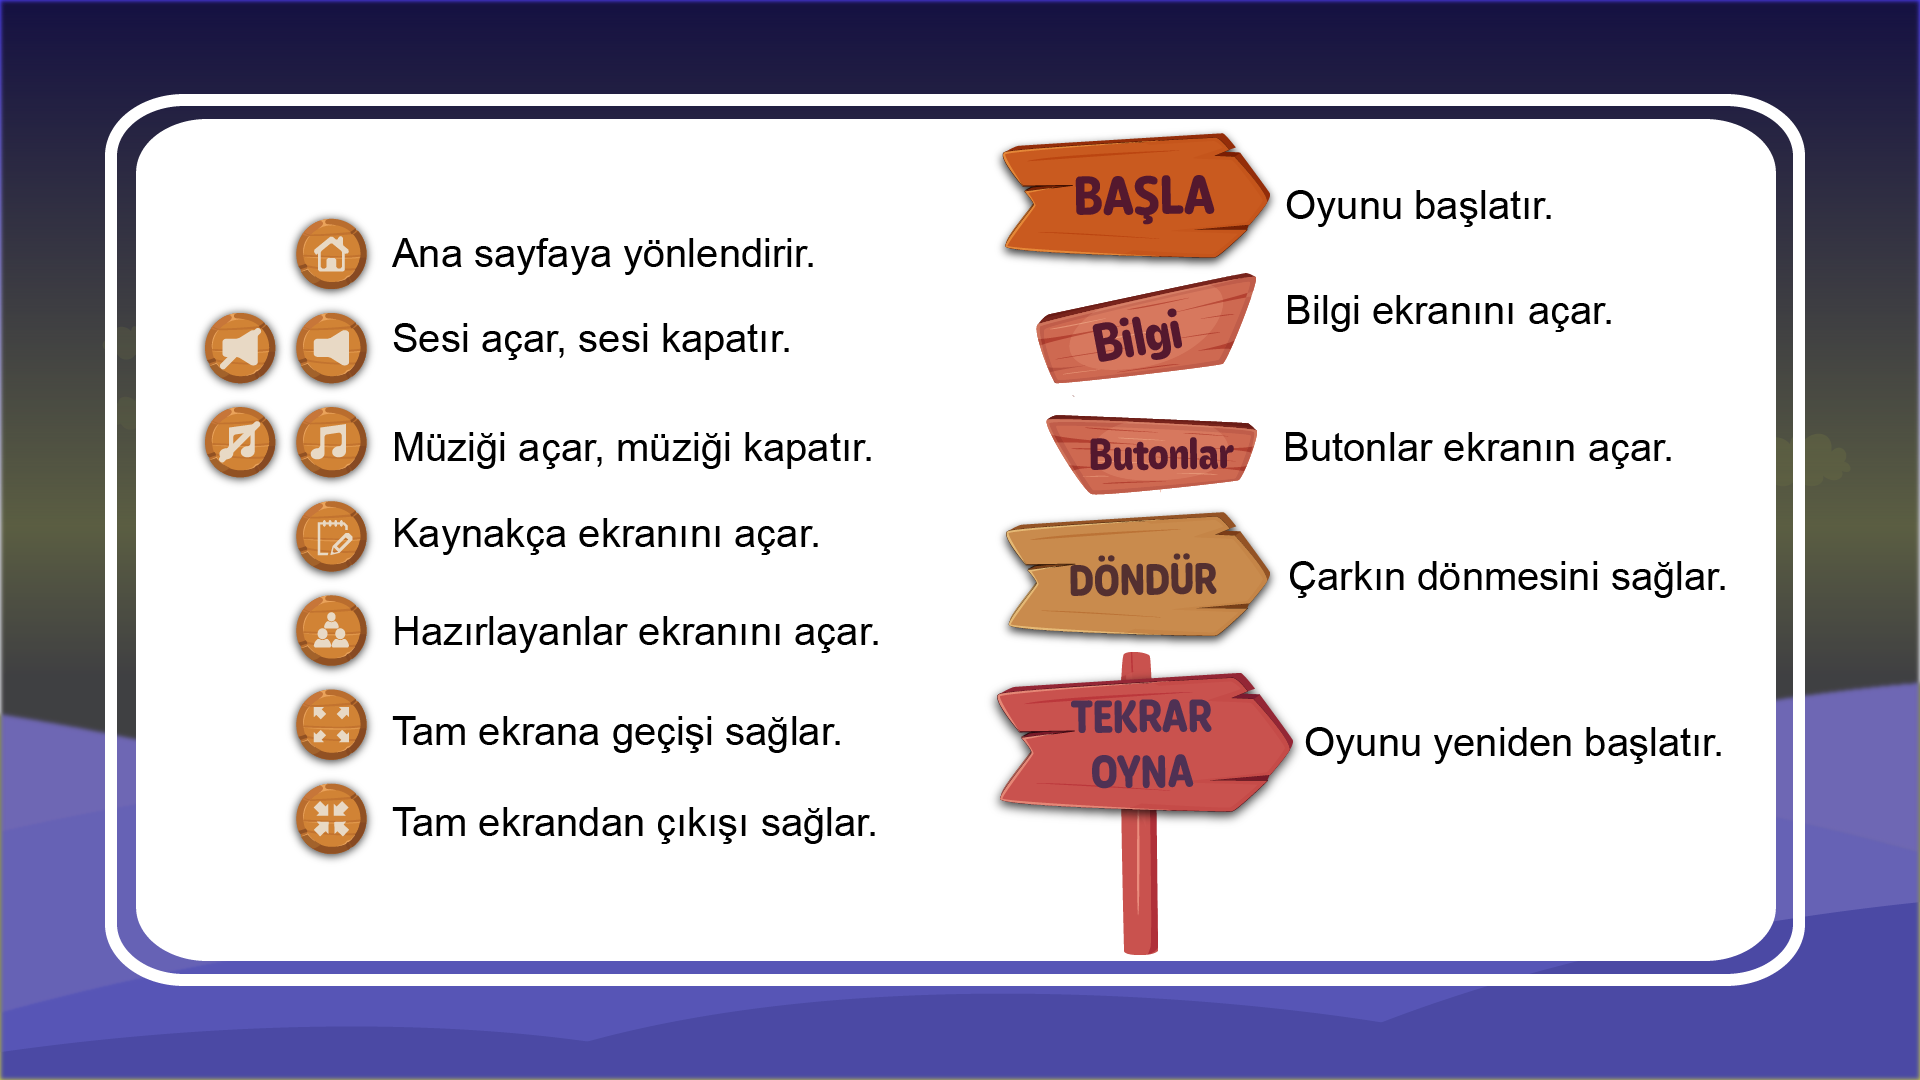 Ana sayfaya yönlendirir.
Sesi açar, sesi kapatır.
Müziği açar, müziği kapatır.
Kaynakça ekranını açar.
Hazırlayanlar ekranını açar.
Tam ekrana geçişi sağlar.
Tam ekrandan çıkışı sağlar.
BAŞLA
Oyunu başlatır.
Bilgi
Bilgi ekranını açar.
Butonlar
Butonlar ekranın açar.
DÖNDÜR
Çarkın dönmesini sağlar.
TEKRAR
OYNA
Oyunu yeniden başlatır.